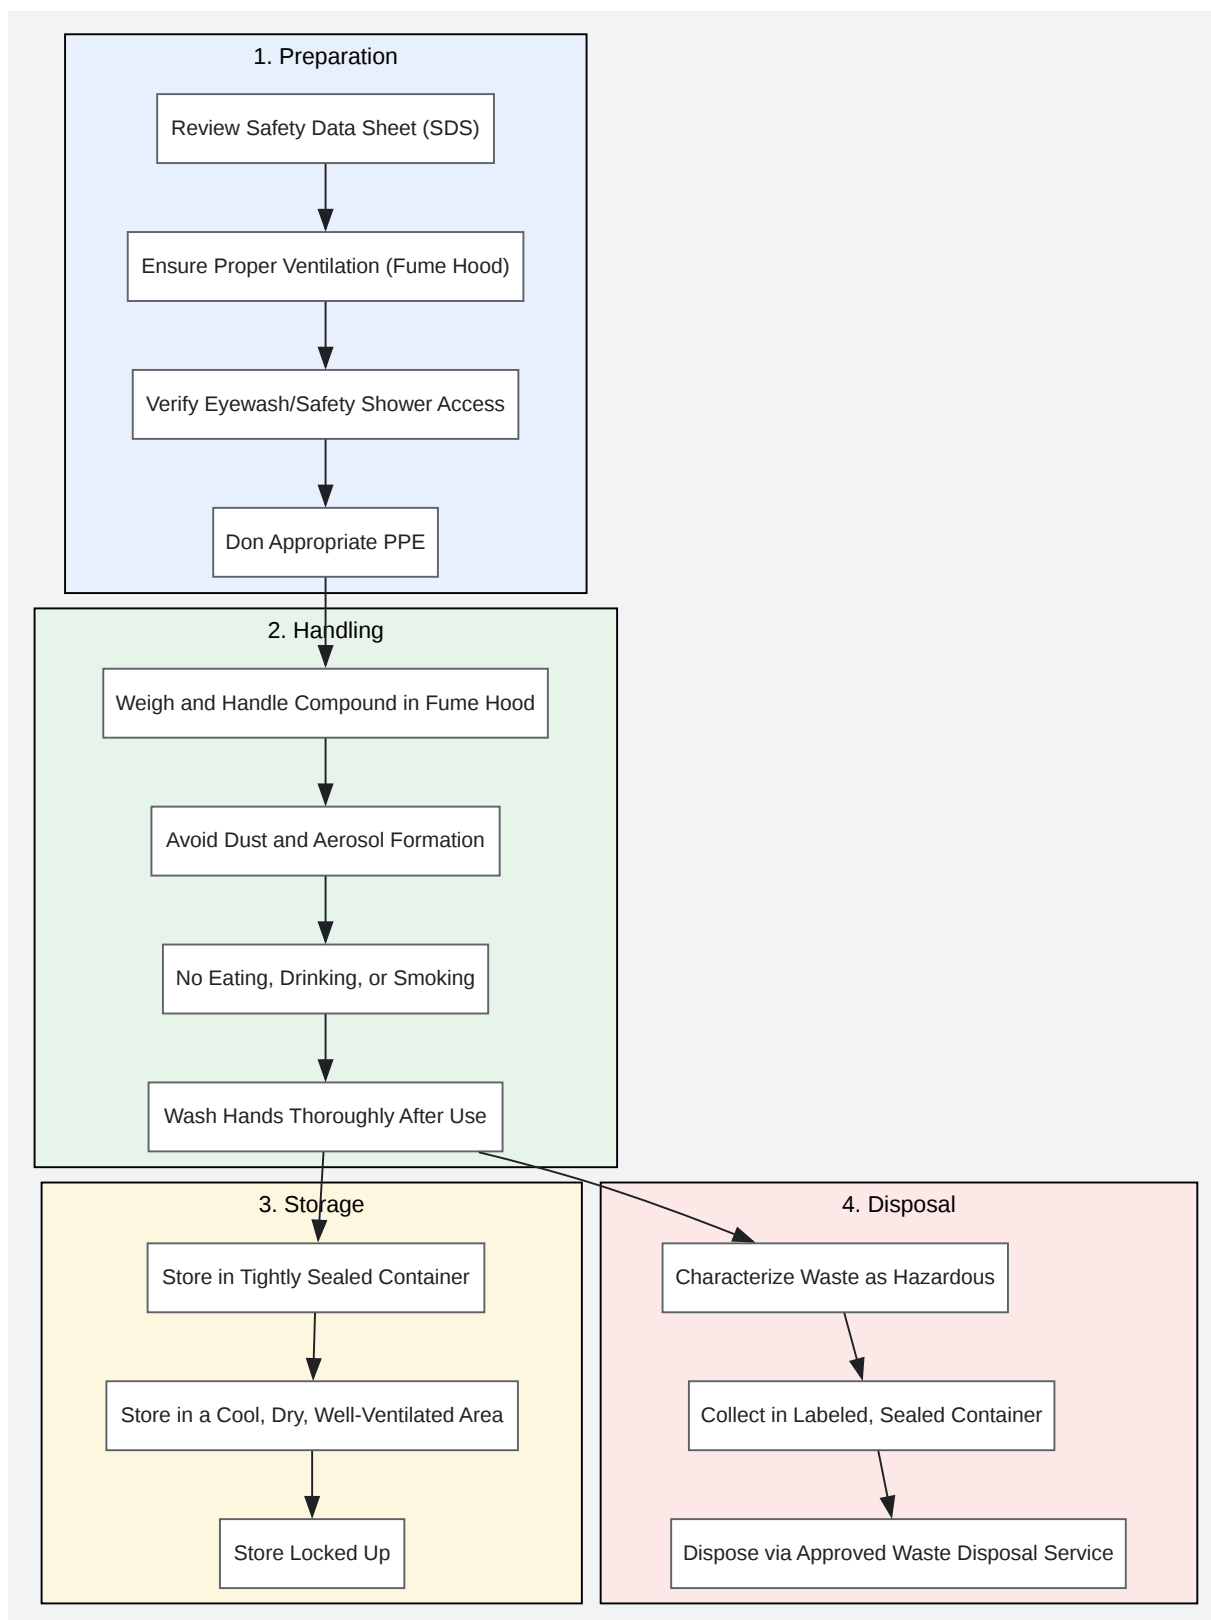 1. Preparation
Review Safety Data Sheet (SDS)
Ensure Proper Ventilation (Fume Hood)
Verify Eyewash/Safety Shower Access
Don Appropriate PPE
2. Handling
Weigh and Handle Compound in Fume Hood
Avoid Dust and Aerosol Formation
No Eating, Drinking, or Smoking
Wash Hands Thoroughly After Use
3. Storage
Store in Tightly Sealed Container
Store in a Cool, Dry, Well-Ventilated Area
Store Locked Up
4. Disposal
Characterize Waste as Hazardous
Collect in Labeled, Sealed Container
Dispose via Approved Waste Disposal Service